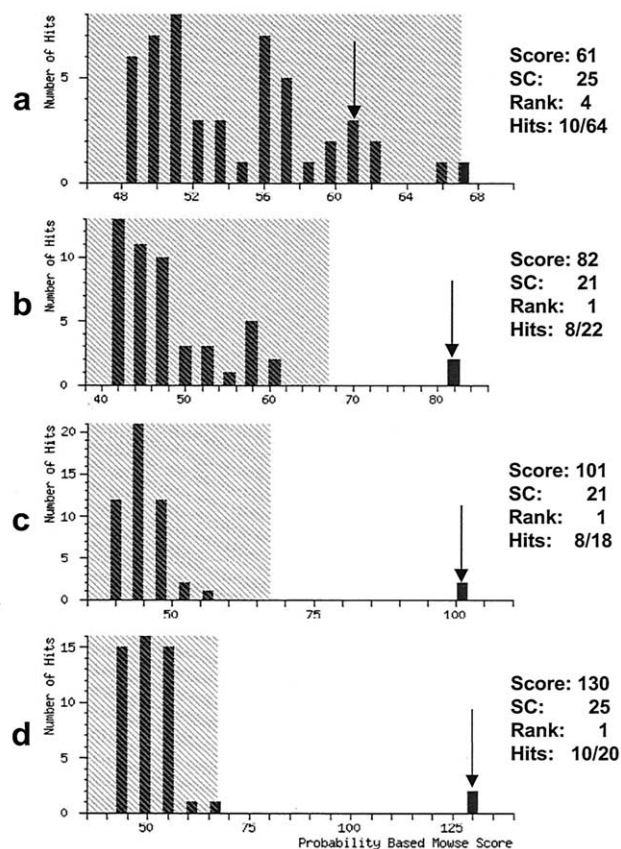 a
Number of Hits
5
0
48 52 56 60 64 68
Score: 61
SC: 25
Rank: 4
Hits: 10/64
b
Number of Hits
10
5
0
40 50 60 70 80
Score: 82
SC: 21
Rank: 1
Hits: 8/22
c
Number of Hits
20
15
10
5
0
50 75 100
Score: 101
SC: 21
Rank: 1
Hits: 8/18
d
Number of Hits
15
10
5
0
50 75 100 125
Probability Based Mowse Score
Score: 130
SC: 25
Rank: 1
Hits: 10/20